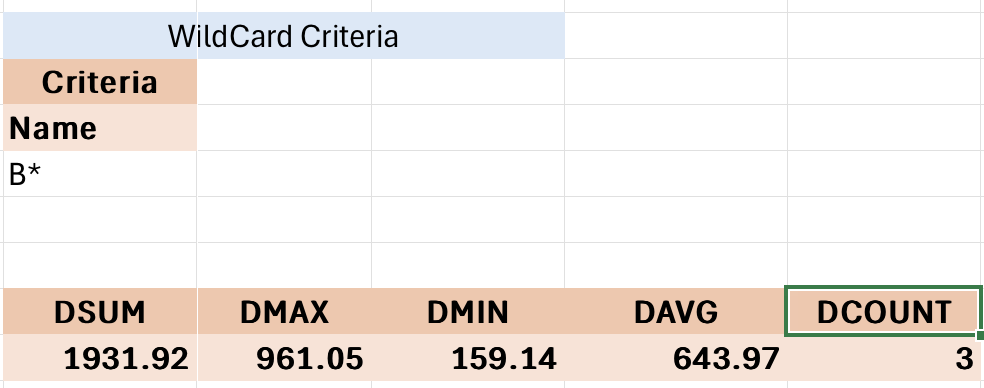 WildCard Criteria
Criteria
Name
B*
DSUM DMAX DMIN DAVG DCOUNT
1931.92 961.05 159.14 643.97 3